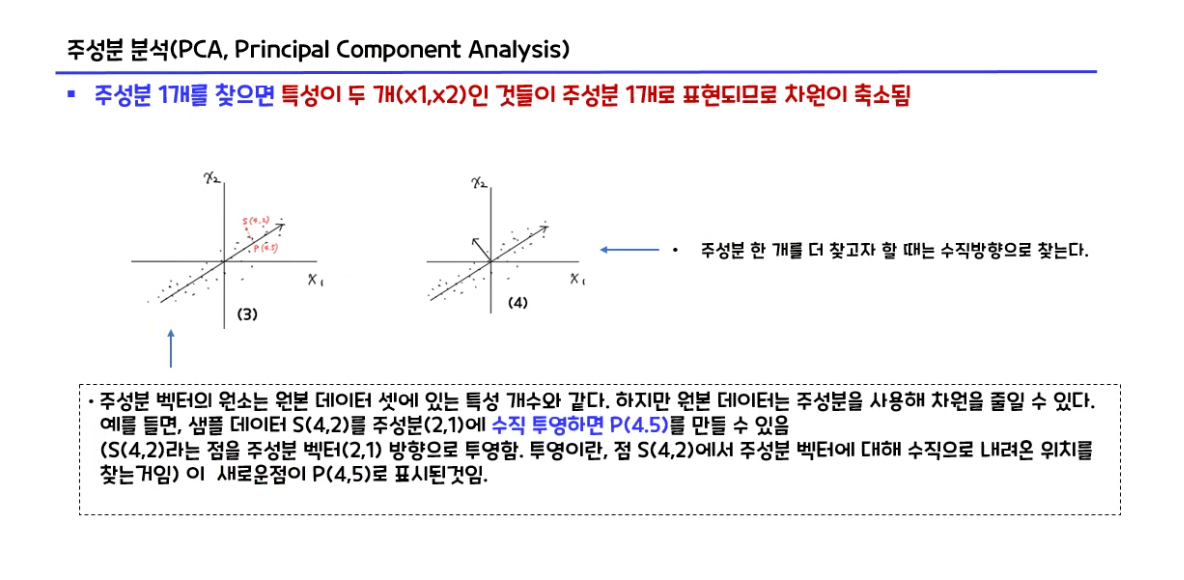 주성분 분석(PCA, Principal Component Analysis)
▪ 주성분 1개를 찾으면 특성이 두 개(x1,x2)인 것들이 주성분 1개로 표현되므로 차원이 축소됨
x₂
S(4,2)
P(4.5)
x₁
(3)
x₂
x₁
(4)
• 주성분 한 개를 더 찾고자 할 때는 수직방향으로 찾는다.
• 주성분 벡터의 원소는 원본 데이터 셋에 있는 특성 개수와 같다. 하지만 원본 데이터는 주성분을 사용해 차원을 줄일 수 있다.
예를 들면, 샘플 데이터 S(4,2)를 주성분(2,1)에 수직 투영하면 P(4.5)를 만들 수 있음
(S(4,2)라는 점을 주성분 벡터(2,1) 방향으로 투영함. 투영이란, 점 S(4,2)에서 주성분 벡터에 대해 수직으로 내려온 위치를
찾는거임) 이 새로운점이 P(4,5)로 표시된것임.